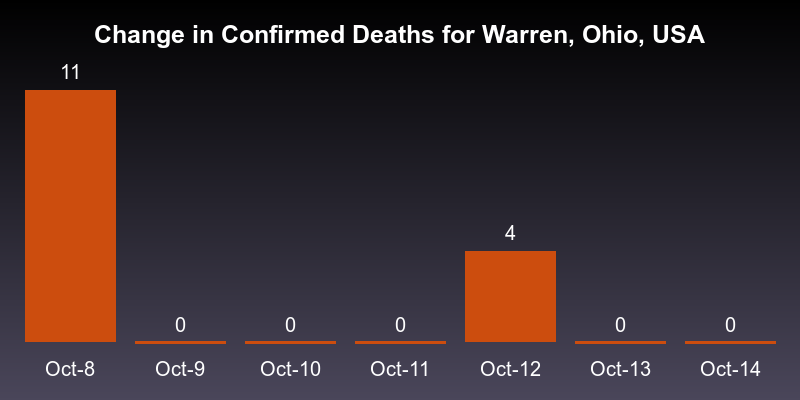 Change in Confirmed Deaths for Warren, Ohio, USA
11
4
0 0 0 0 0
Oct-8 Oct-9 Oct-10 Oct-11 Oct-12 Oct-13 Oct-14